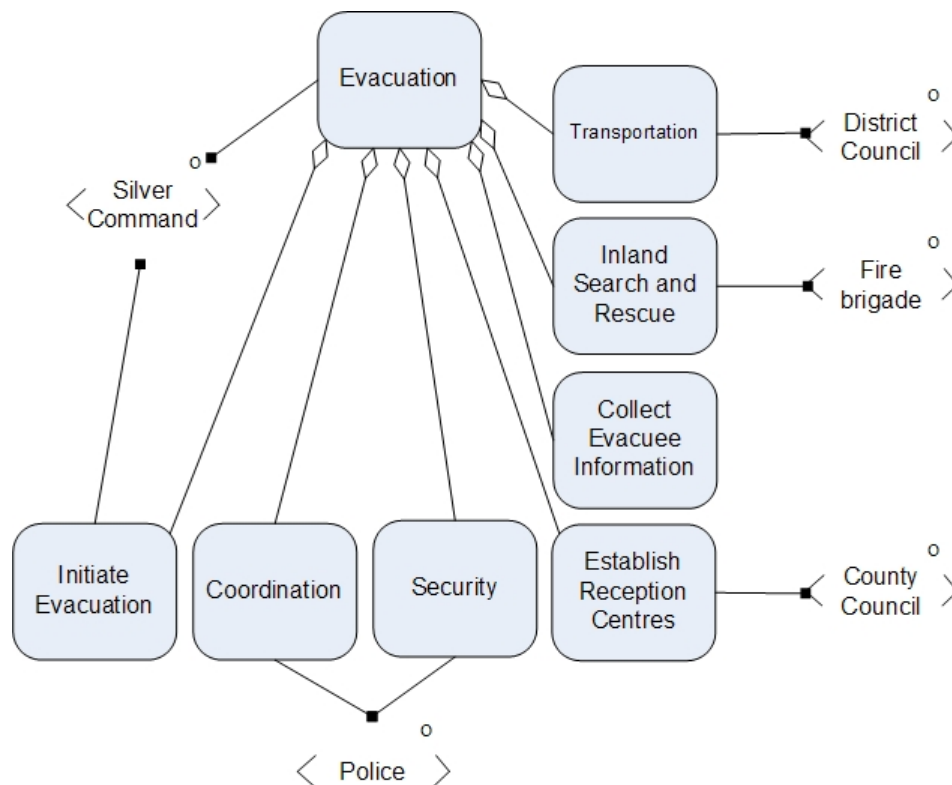 Evacuation
Transportation
o
District
Council
o
Silver
Command
Inland
Search and
Rescue
o
Fire
brigade
Collect
Evacuee
Information
Initiate
Evacuation
Coordination
Security
Establish
Reception
Centres
o
County
Council
o
Police